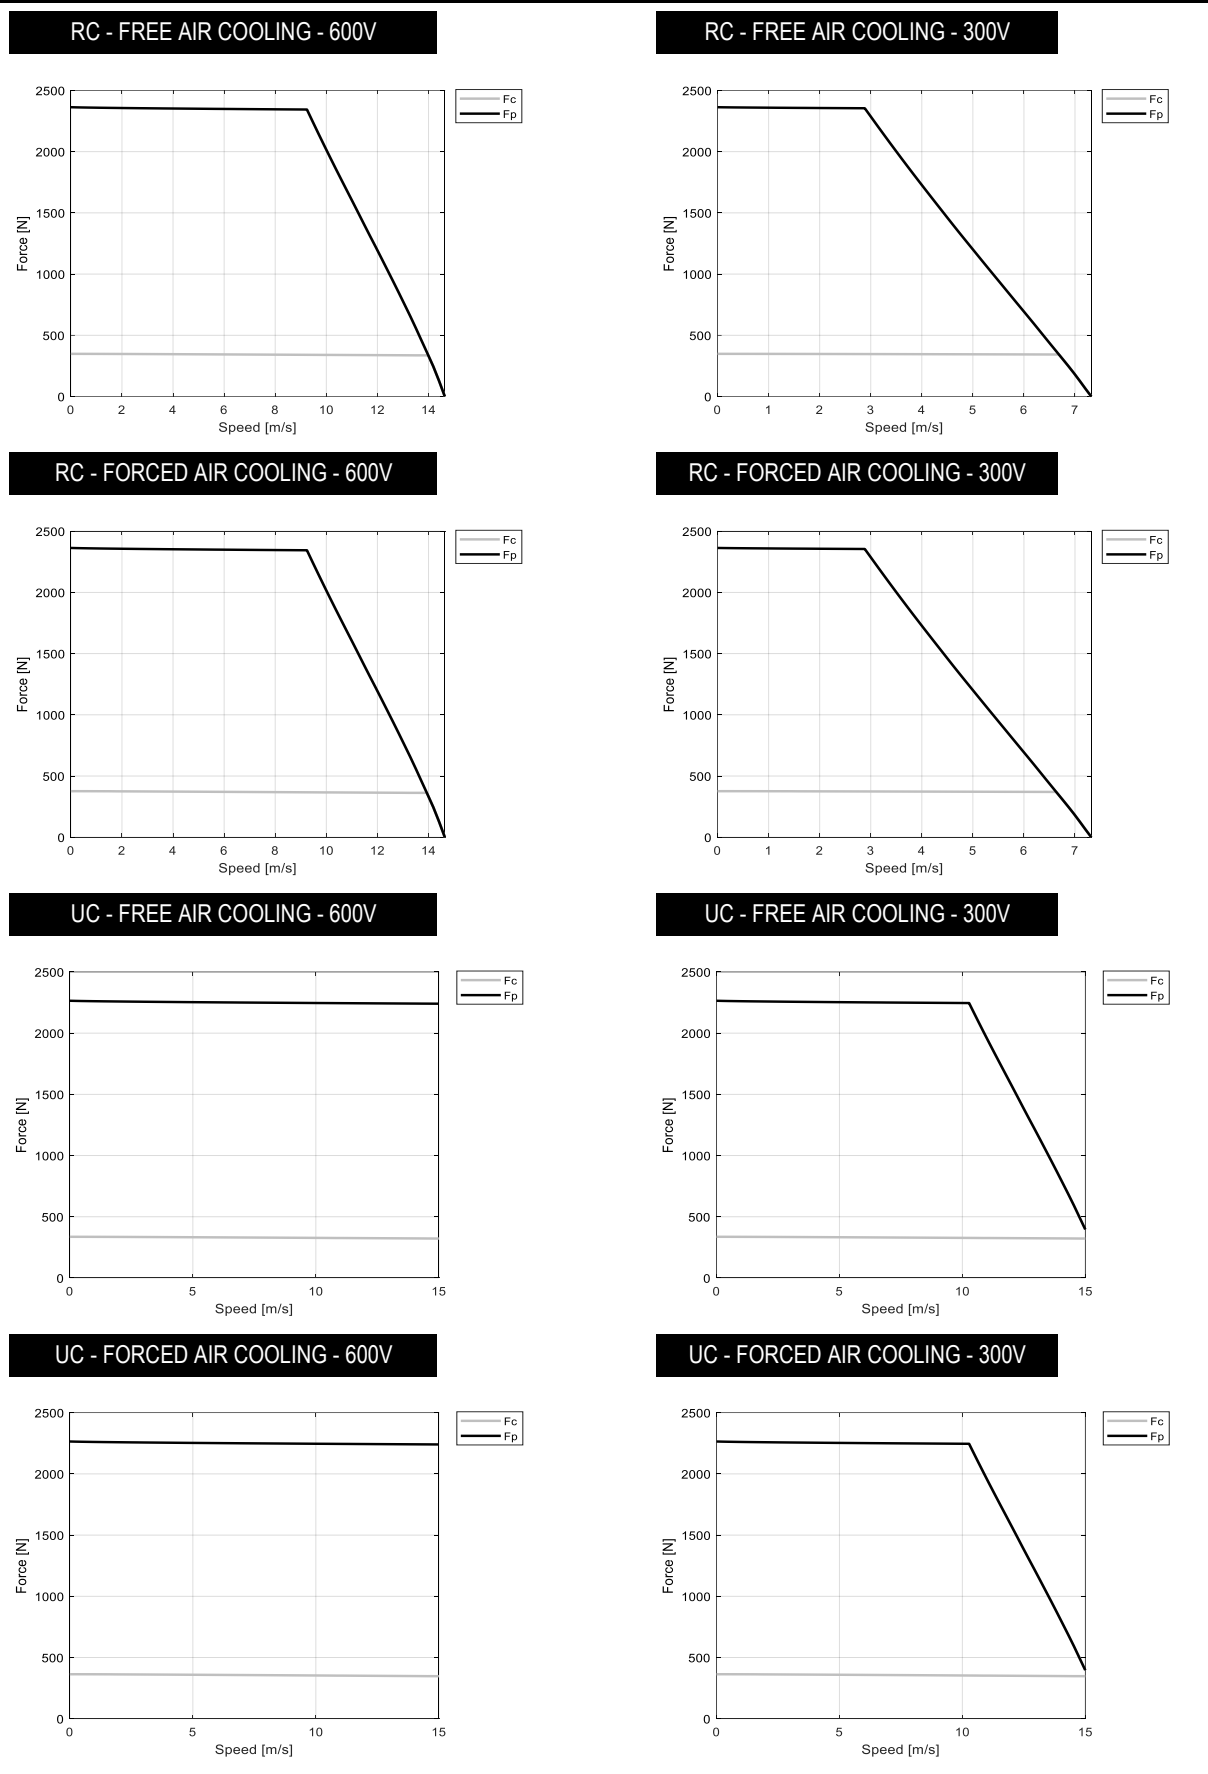 RC - FREE AIR COOLING - 600V
2500
2000
1500
1000
500
0
Force [N]
0 2 4 6 8 10 12 14
Speed [m/s]
Fc
Fp
RC - FREE AIR COOLING - 300V
2500
2000
1500
1000
500
0
Force [N]
0 1 2 3 4 5 6 7
Speed [m/s]
Fc
Fp
RC - FORCED AIR COOLING - 600V
2500
2000
1500
1000
500
0
Force [N]
0 2 4 6 8 10 12 14
Speed [m/s]
Fc
Fp
RC - FORCED AIR COOLING - 300V
2500
2000
1500
1000
500
0
Force [N]
0 1 2 3 4 5 6 7
Speed [m/s]
Fc
Fp
UC - FREE AIR COOLING - 600V
2500
2000
1500
1000
500
0
Force [N]
0 5 10 15
Speed [m/s]
Fc
Fp
UC - FREE AIR COOLING - 300V
2500
2000
1500
1000
500
0
Force [N]
0 5 10 15
Speed [m/s]
Fc
Fp
UC - FORCED AIR COOLING - 600V
2500
2000
1500
1000
500
0
Force [N]
0 5 10 15
Speed [m/s]
Fc
Fp
UC - FORCED AIR COOLING - 300V
2500
2000
1500
1000
500
0
Force [N]
0 5 10 15
Speed [m/s]
Fc
Fp